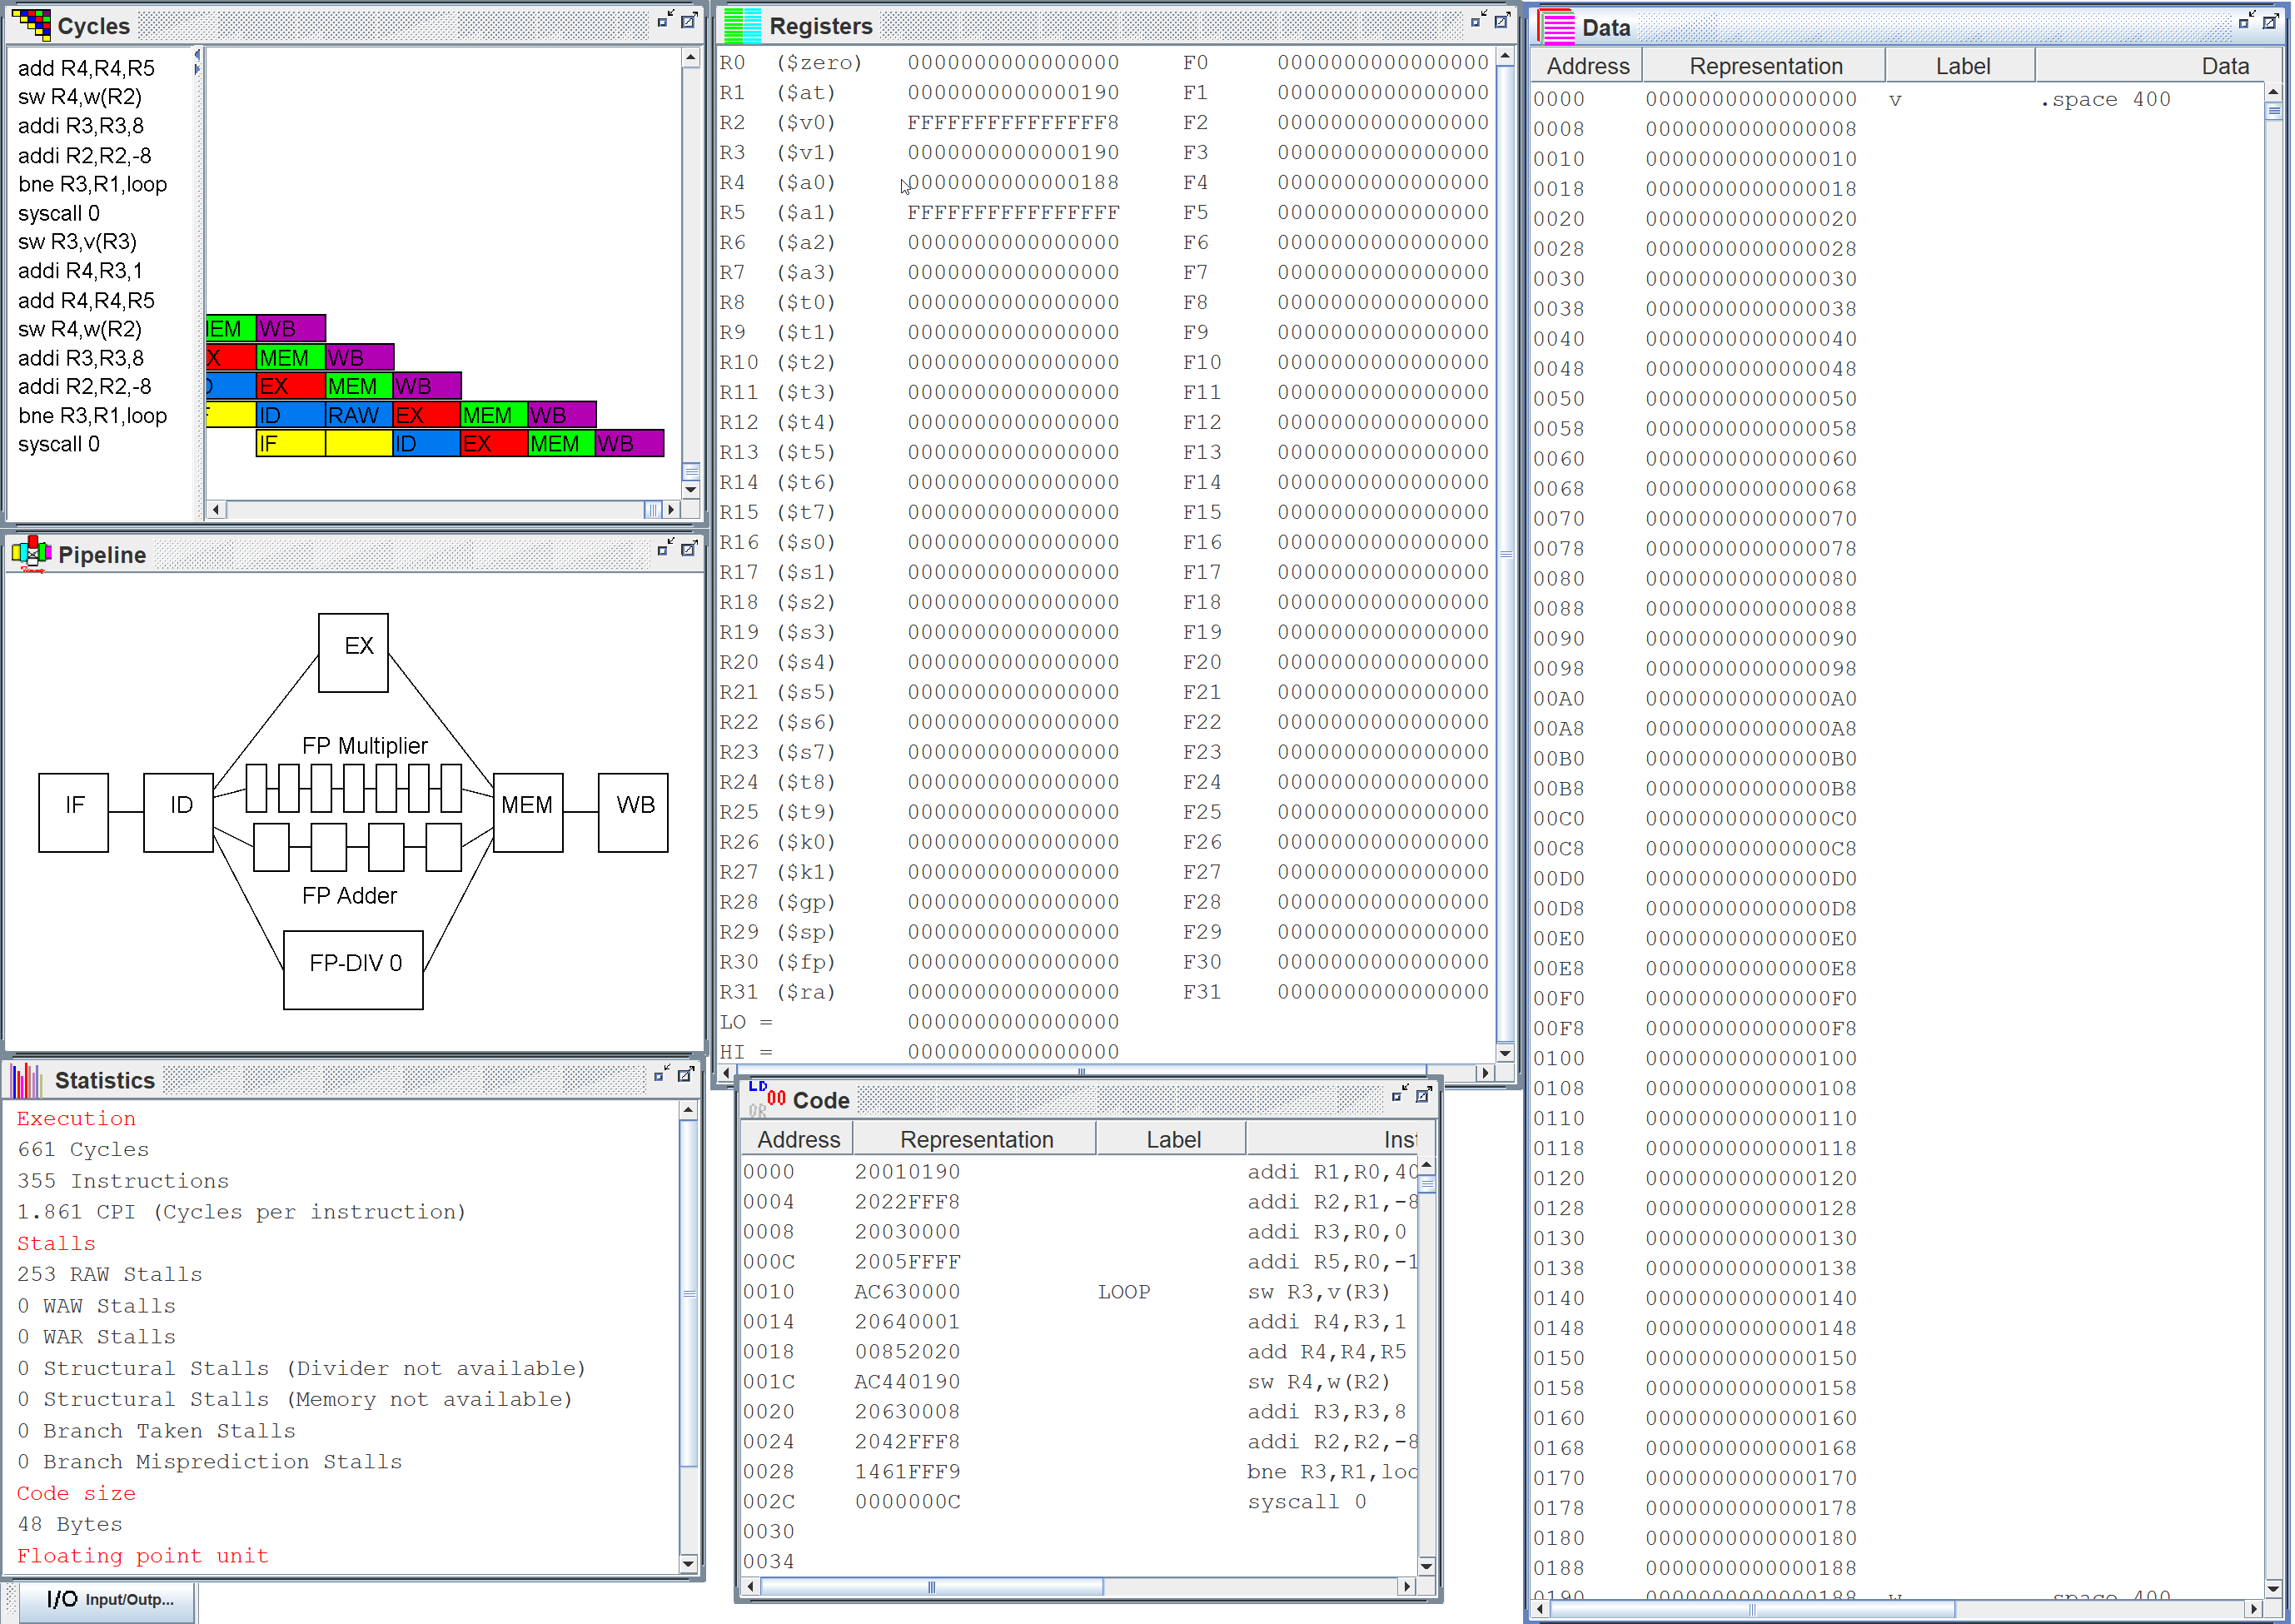 Cycles
add R4,R4,R5
sw R4,w(R2)
addi R3,R3,8
addi R2,R2,-8
bne R3,R1,loop
syscall 0
sw R3,v(R3)
addi R4,R3,1
add R4,R4,R5
sw R4,w(R2) MEM WB
addi R3,R3,8 EX MEM WB
addi R2,R2,-8 ID EX MEM WB
bne R3,R1,loop IF ID RAW EX MEM WB
syscall 0 IF ID EX MEM WB
Pipeline
EX
FP Multiplier
IF ID MEM WB
FP Adder
FP-DIV 0
Statistics
Execution
661 Cycles
355 Instructions
1.861 CPI (Cycles per instruction)
Stalls
253 RAW Stalls
0 WAW Stalls
0 WAR Stalls
0 Structural Stalls (Divider not available)
0 Structural Stalls (Memory not available)
0 Branch Taken Stalls
0 Branch Misprediction Stalls
Code size
48 Bytes
Floating point unit
I/O Input/Outp...
Registers
R0 ($zero) 0000000000000000 F0 0000000000000000
R1 ($at) 0000000000000190 F1 0000000000000000
R2 ($v0) FFFFFFFFFFFFFFF8 F2 0000000000000000
R3 ($v1) 0000000000000190 F3 0000000000000000
R4 ($a0) 0000000000000188 F4 0000000000000000
R5 ($a1) FFFFFFFFFFFFFFFF F5 0000000000000000
R6 ($a2) 0000000000000000 F6 0000000000000000
R7 ($a3) 0000000000000000 F7 0000000000000000
R8 ($t0) 0000000000000000 F8 0000000000000000
R9 ($t1) 0000000000000000 F9 0000000000000000
R10 ($t2) 0000000000000000 F10 0000000000000000
R11 ($t3) 0000000000000000 F11 0000000000000000
R12 ($t4) 0000000000000000 F12 0000000000000000
R13 ($t5) 0000000000000000 F13 0000000000000000
R14 ($t6) 0000000000000000 F14 0000000000000000
R15 ($t7) 0000000000000000 F15 0000000000000000
R16 ($s0) 0000000000000000 F16 0000000000000000
R17 ($s1) 0000000000000000 F17 0000000000000000
R18 ($s2) 0000000000000000 F18 0000000000000000
R19 ($s3) 0000000000000000 F19 0000000000000000
R20 ($s4) 0000000000000000 F20 0000000000000000
R21 ($s5) 0000000000000000 F21 0000000000000000
R22 ($s6) 0000000000000000 F22 0000000000000000
R23 ($s7) 0000000000000000 F23 0000000000000000
R24 ($t8) 0000000000000000 F24 0000000000000000
R25 ($t9) 0000000000000000 F25 0000000000000000
R26 ($k0) 0000000000000000 F26 0000000000000000
R27 ($k1) 0000000000000000 F27 0000000000000000
R28 ($gp) 0000000000000000 F28 0000000000000000
R29 ($sp) 0000000000000000 F29 0000000000000000
R30 ($fp) 0000000000000000 F30 0000000000000000
R31 ($ra) 0000000000000000 F31 0000000000000000
LO = 0000000000000000
HI = 0000000000000000
LD 00 OR Code
Address Representation Label Inst
0000 20010190 addi R1,R0,40
0004 2022FFF8 addi R2,R1,-8
0008 20030000 addi R3,R0,0
000C 2005FFFF addi R5,R0,-1
0010 AC630000 LOOP sw R3,v(R3)
0014 20640001 addi R4,R3,1
0018 00852020 add R4,R4,R5
001C AC440190 sw R4,w(R2)
0020 20630008 addi R3,R3,8
0024 2042FFF8 addi R2,R2,-8
0028 1461FFF9 bne R3,R1,loo
002C 0000000C syscall 0
0030
0034
Data
Address Representation Label Data
0000 0000000000000000 v .space 400
0008 0000000000000008
0010 0000000000000010
0018 0000000000000018
0020 0000000000000020
0028 0000000000000028
0030 0000000000000030
0038 0000000000000038
0040 0000000000000040
0048 0000000000000048
0050 0000000000000050
0058 0000000000000058
0060 0000000000000060
0068 0000000000000068
0070 0000000000000070
0078 0000000000000078
0080 0000000000000080
0088 0000000000000088
0090 0000000000000090
0098 0000000000000098
00A0 00000000000000A0
00A8 00000000000000A8
00B0 00000000000000B0
00B8 00000000000000B8
00C0 00000000000000C0
00C8 00000000000000C8
00D0 00000000000000D0
00D8 00000000000000D8
00E0 00000000000000E0
00E8 00000000000000E8
00F0 00000000000000F0
00F8 00000000000000F8
0100 0000000000000100
0108 0000000000000108
0110 0000000000000110
0118 0000000000000118
0120 0000000000000120
0128 0000000000000128
0130 0000000000000130
0138 0000000000000138
0140 0000000000000140
0148 0000000000000148
0150 0000000000000150
0158 0000000000000158
0160 0000000000000160
0168 0000000000000168
0170 0000000000000170
0178 0000000000000178
0180 0000000000000180
0188 0000000000000188
0190 0000000000000188 w .space 400